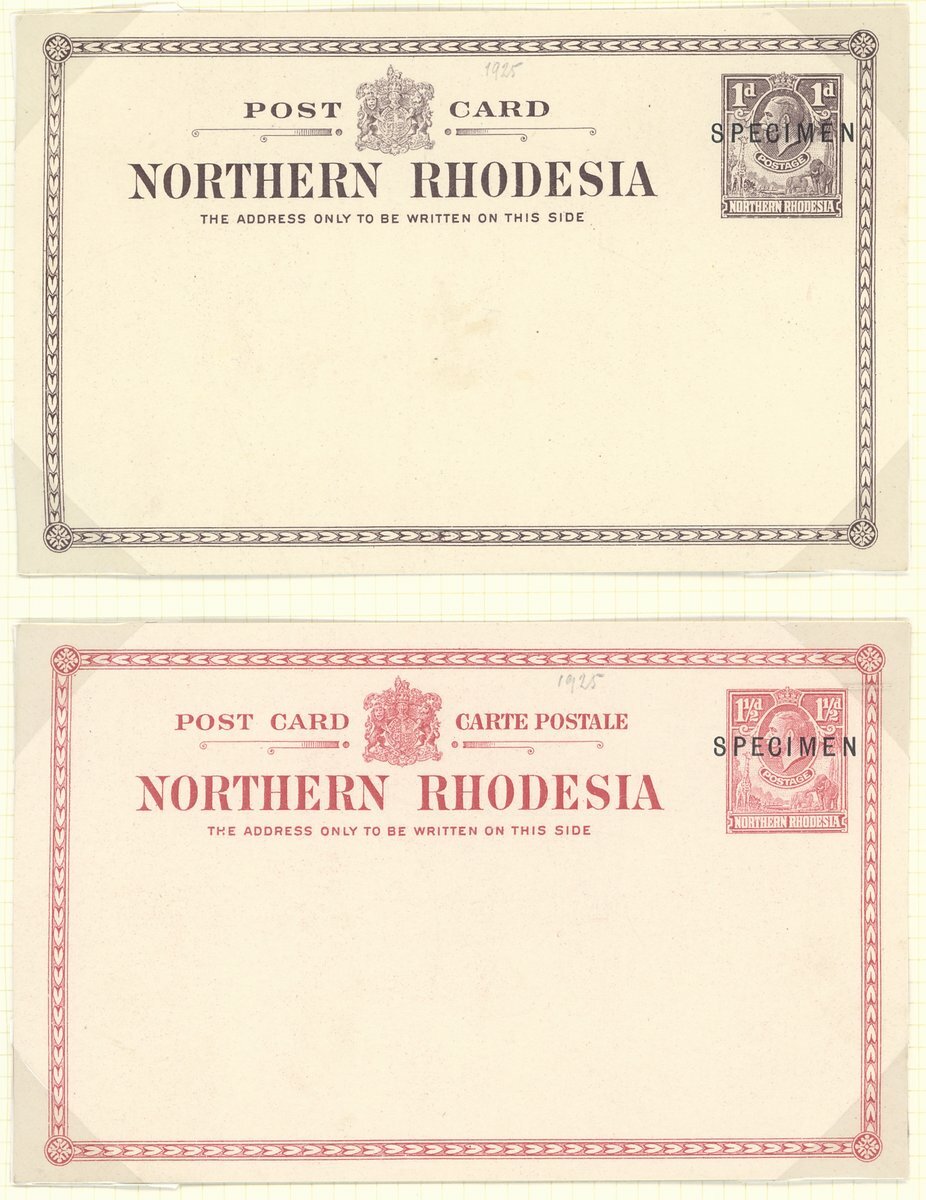 1925
POST CARD
1d 1d
SPECIMEN
NORTHERN RHODESIA
POSTAGE
NORTHERN RHODESIA
THE ADDRESS ONLY TO BE WRITTEN ON THIS SIDE
1925
POST CARD CARTE POSTALE
1½d 1½d
SPECIMEN
NORTHERN RHODESIA
POSTAGE
NORTHERN RHODESIA
THE ADDRESS ONLY TO BE WRITTEN ON THIS SIDE